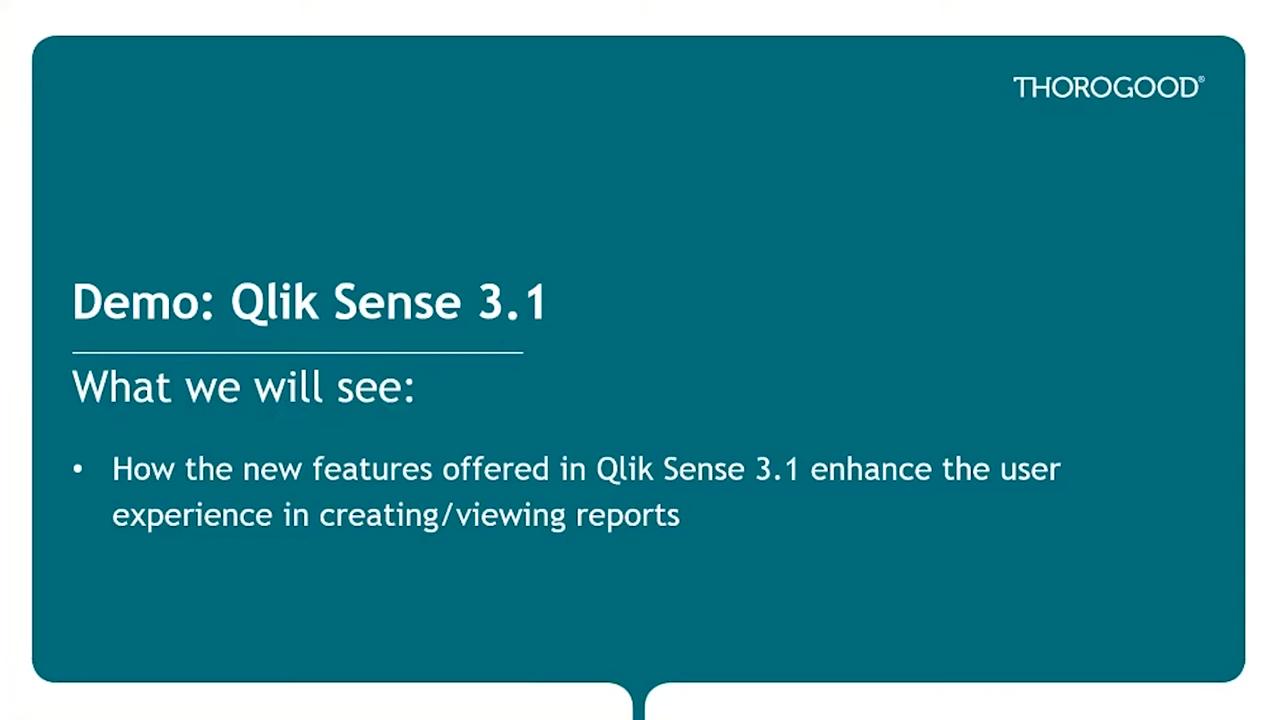 THOROGOOD®
Demo: Qlik Sense 3.1
What we will see:
• How the new features offered in Qlik Sense 3.1 enhance the user
experience in creating/viewing reports